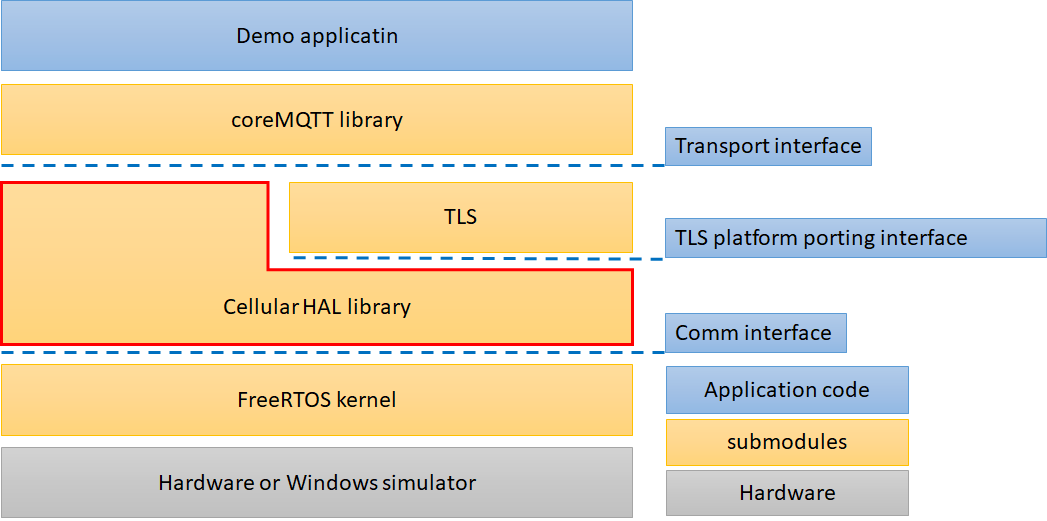 Demo applicatin
coreMQTT library
Transport interface
TLS
TLS platform porting interface
Cellular HAL library
Comm interface
FreeRTOS kernel
Application code
submodules
Hardware or Windows simulator
Hardware